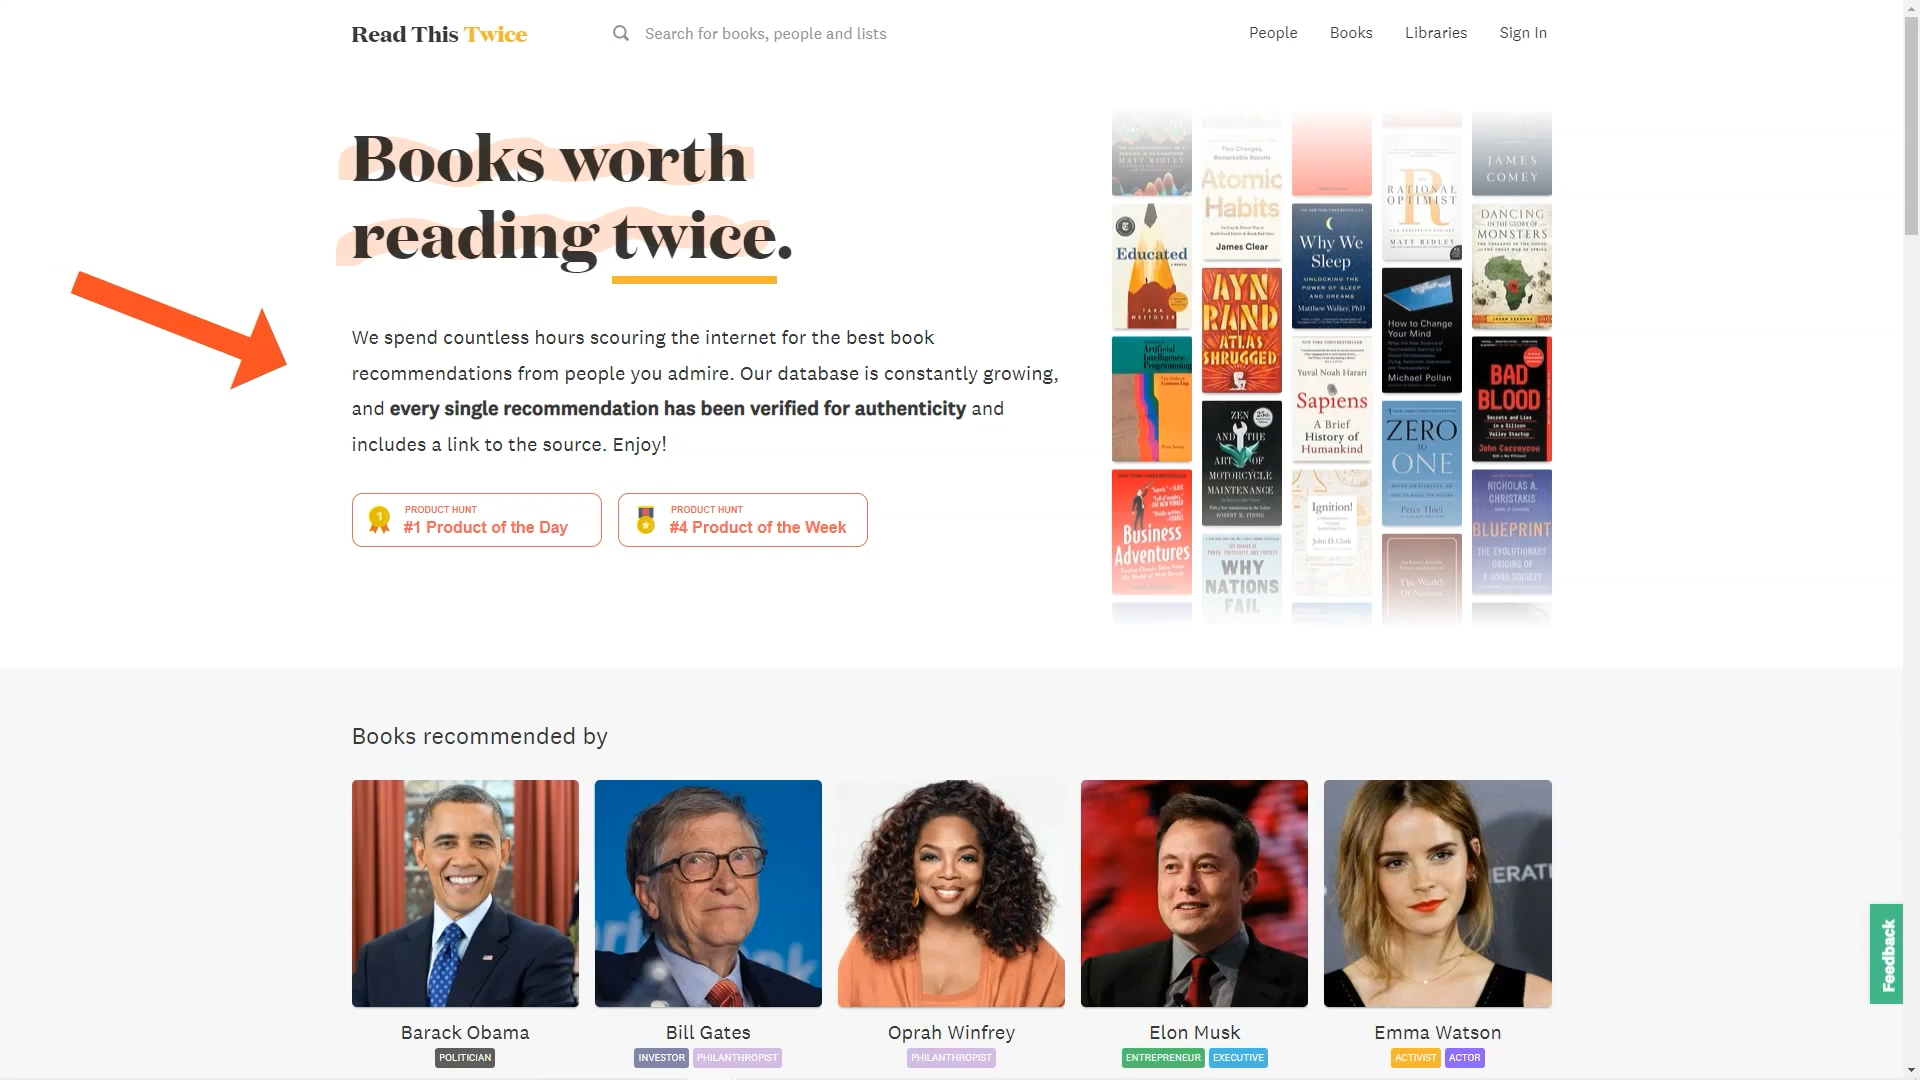 Read This Twice
Search for books, people and lists
People
Books
Libraries
Sign In
Books worth
reading twice.
We spend countless hours scouring the internet for the best book
recommendations from people you admire. Our database is constantly growing,
and every single recommendation has been verified for authenticity and
includes a link to the source. Enjoy!
PRODUCT HUNT
#1 Product of the Day
PRODUCT HUNT
#4 Product of the Week
MATT RIDLEY
Educated
TARA
WESTOVER
Artificial
Intelligence
Programming
Business
Adventures
Tiny Changes,
Remarkable Results
Atomic
Habits
James Clear
AYN
RAND
ATLAS
SHRUGGED
ZEN
AND THE
ART OF
MOTORCYCLE
MAINTENANCE
ROBERT M. PIRSIG
WHY
NATIONS
FAIL
Why We
Sleep
UNLOCKING THE
POWER OF SLEEP
AND DREAMS
Matthew Walker, PhD
Yuval Noah Harari
Sapiens
A Brief
History of
Humankind
Ignition!
John D. Clark
THE
RATIONAL
OPTIMIST
MATT RIDLEY
How to Change
Your Mind
Michael Pollan
ZERO
TO
ONE
Peter Thiel
The Wealth
Of Nations
JAMES
COMEY
DANCING
IN THE GLORY OF
MONSTERS
JASON STEARNS
BAD
BLOOD
Secrets and Lies
in a Silicon
Valley Startup
John Carreyrou
NICHOLAS A.
CHRISTAKIS
BLUEPRINT
THE EVOLUTIONARY
ORIGINS OF
A GOOD SOCIETY
Books recommended by
Barack Obama
POLITICIAN
Bill Gates
INVESTOR
PHILANTHROPIST
Oprah Winfrey
PHILANTHROPIST
Elon Musk
ENTREPRENEUR
EXECUTIVE
Emma Watson
ACTIVIST
ACTOR
Feedback